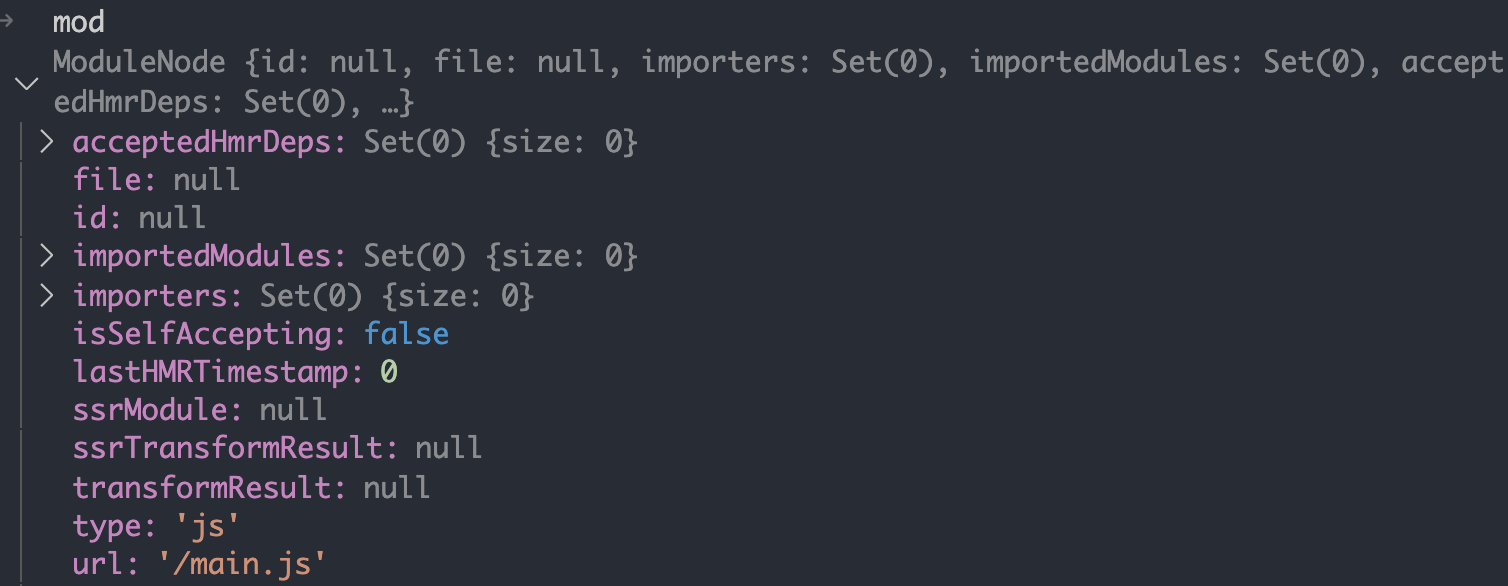 mod
ModuleNode {id: null, file: null, importers: Set(0), importedModules: Set(0), accept
edHmrDeps: Set(0), …}
acceptedHmrDeps: Set(0) {size: 0}
file: null
id: null
importedModules: Set(0) {size: 0}
importers: Set(0) {size: 0}
isSelfAccepting: false
lastHMRTimestamp: 0
ssrModule: null
ssrTransformResult: null
transformResult: null
type: 'js'
url: '/main.js'